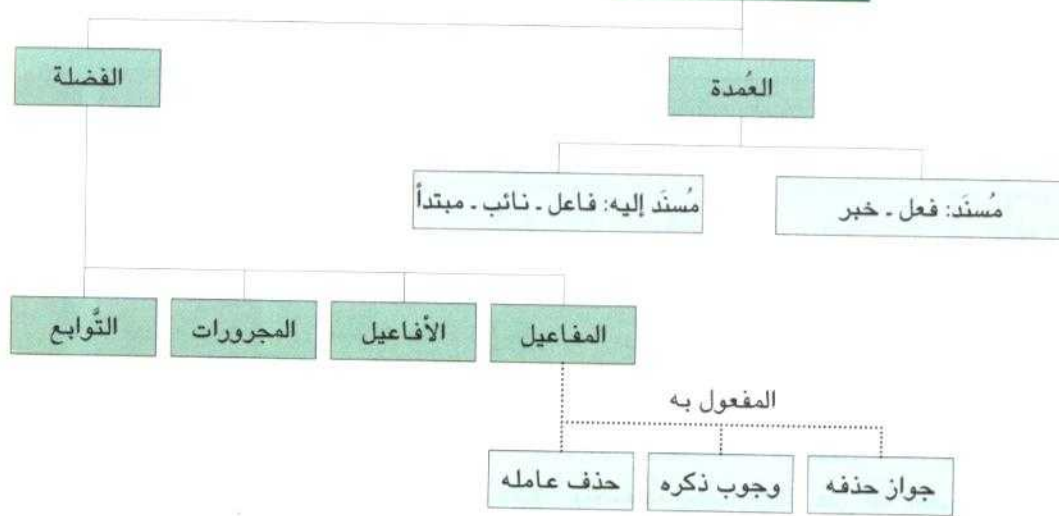 العُمدة
الفضلة
مُسنَد: فعل ـ خبر
مُسنَد إليه: فاعل ـ نائب ـ مبتدأ
المفاعيل
الأفاعيل
المجرورات
التَّوابع
المفعول به
جواز حذفه
وجوب ذكره
حذف عامله